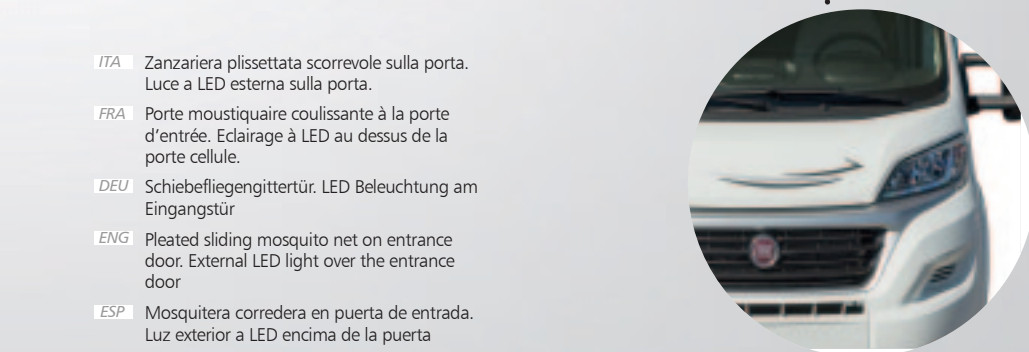 ITA Zanzariera plissettata scorrevole sulla porta.
Luce a LED esterna sulla porta.
FRA Porte moustiquaire coulissante à la porte
d’entrée. Eclairage à LED au dessus de la
porte cellule.
DEU Schiebefliegengittertür. LED Beleuchtung am
Eingangstür
ENG Pleated sliding mosquito net on entrance
door. External LED light over the entrance
door
ESP Mosquitera corredera en puerta de entrada.
Luz exterior a LED encima de la puerta